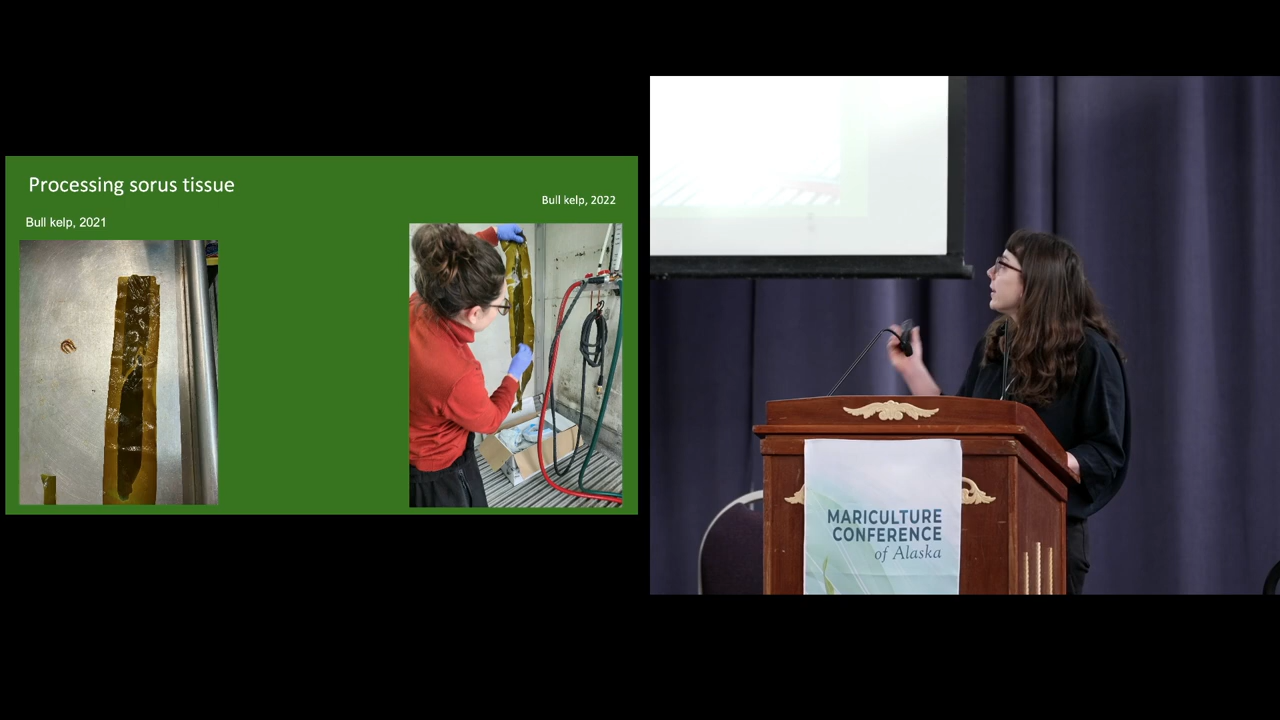 Processing sorus tissue
Bull kelp, 2021
Bull kelp, 2022
MARICULTURE
CONFERENCE
of Alaska